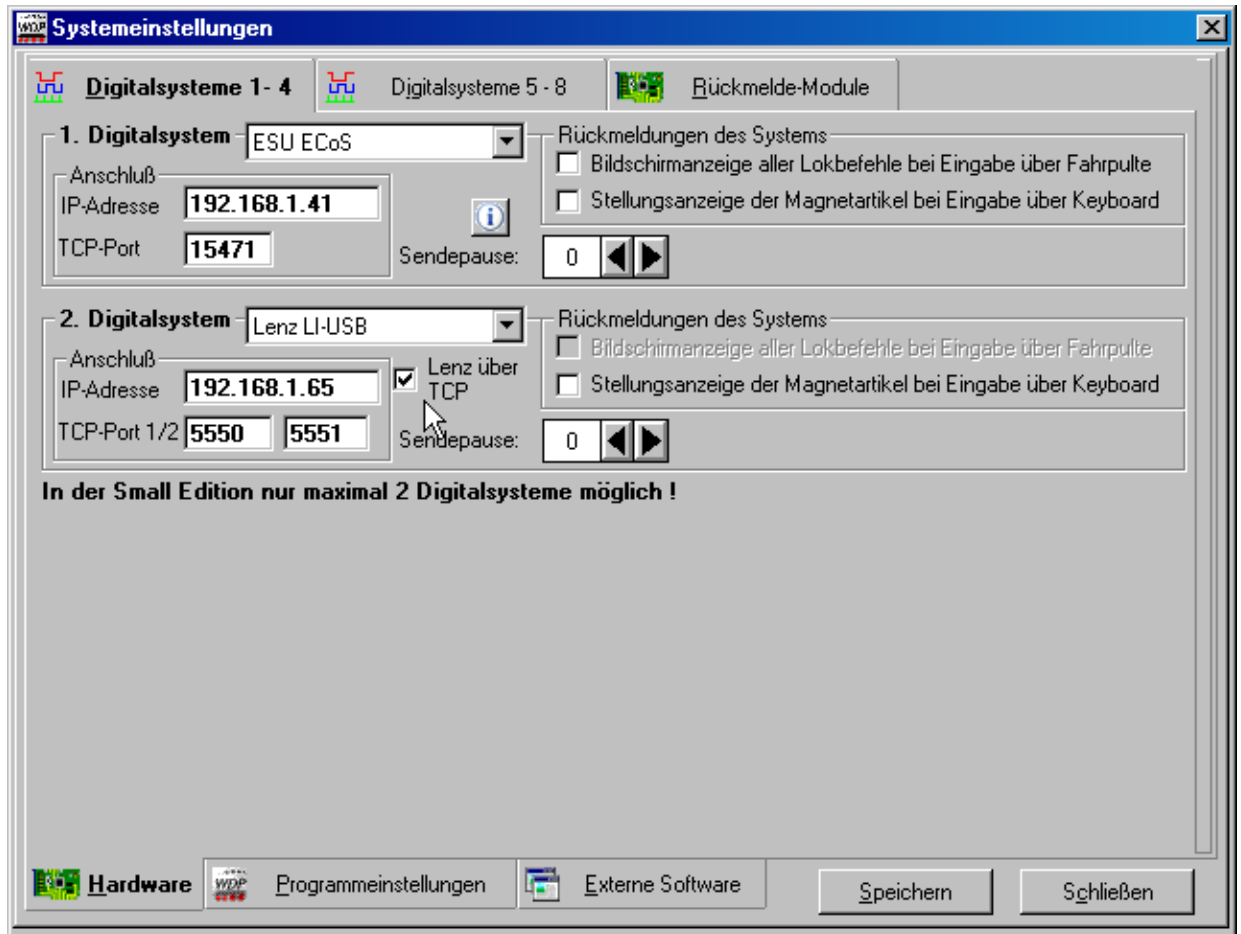 Systemeinstellungen
Digitalsysteme 1- 4
Digitalsysteme 5 - 8
Rückmelde-Module
1. Digitalsystem
ESU ECoS
Rückmeldungen des Systems
Bildschirmanzeige aller Lokbefehle bei Eingabe über Fahrpulte
Anschluß
IP-Adresse
192.168.1.41
Stellungsanzeige der Magnetartikel bei Eingabe über Keyboard
TCP-Port
15471
Sendepause:
0
2. Digitalsystem
Lenz LI-USB
Rückmeldungen des Systems
Bildschirmanzeige aller Lokbefehle bei Eingabe über Fahrpulte
Anschluß
IP-Adresse
192.168.1.65
Lenz über
TCP
Stellungsanzeige der Magnetartikel bei Eingabe über Keyboard
TCP-Port 1/2
5550
5551
Sendepause:
0
In der Small Edition nur maximal 2 Digitalsysteme möglich !
Hardware
WDP
Programmeinstellungen
Externe Software
Speichern
Schließen